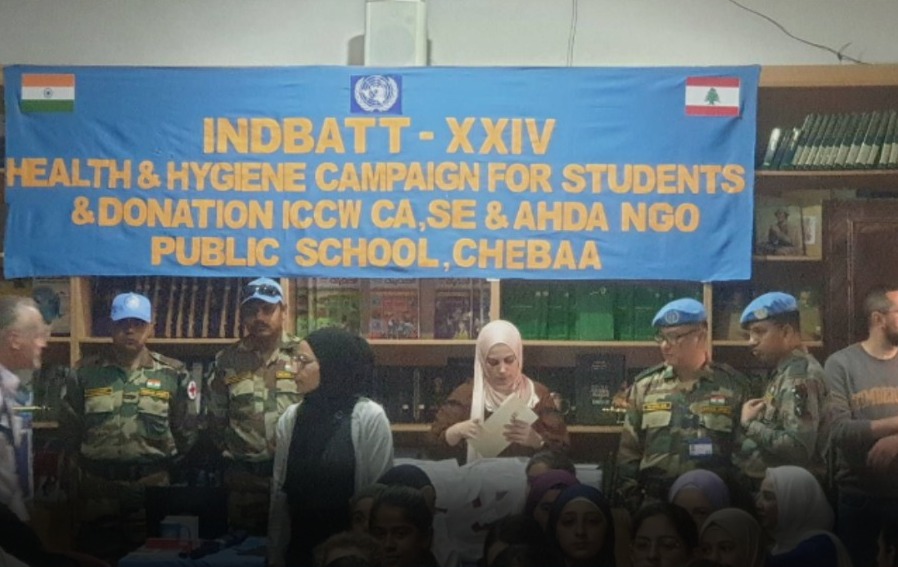 INDBATT - XXIV
HEALTH & HYGIENE CAMPAIGN FOR STUDENTS
& DONATION ICCW CA,SE & AHDA NGO
PUBLIC SCHOOL, CHEBAA